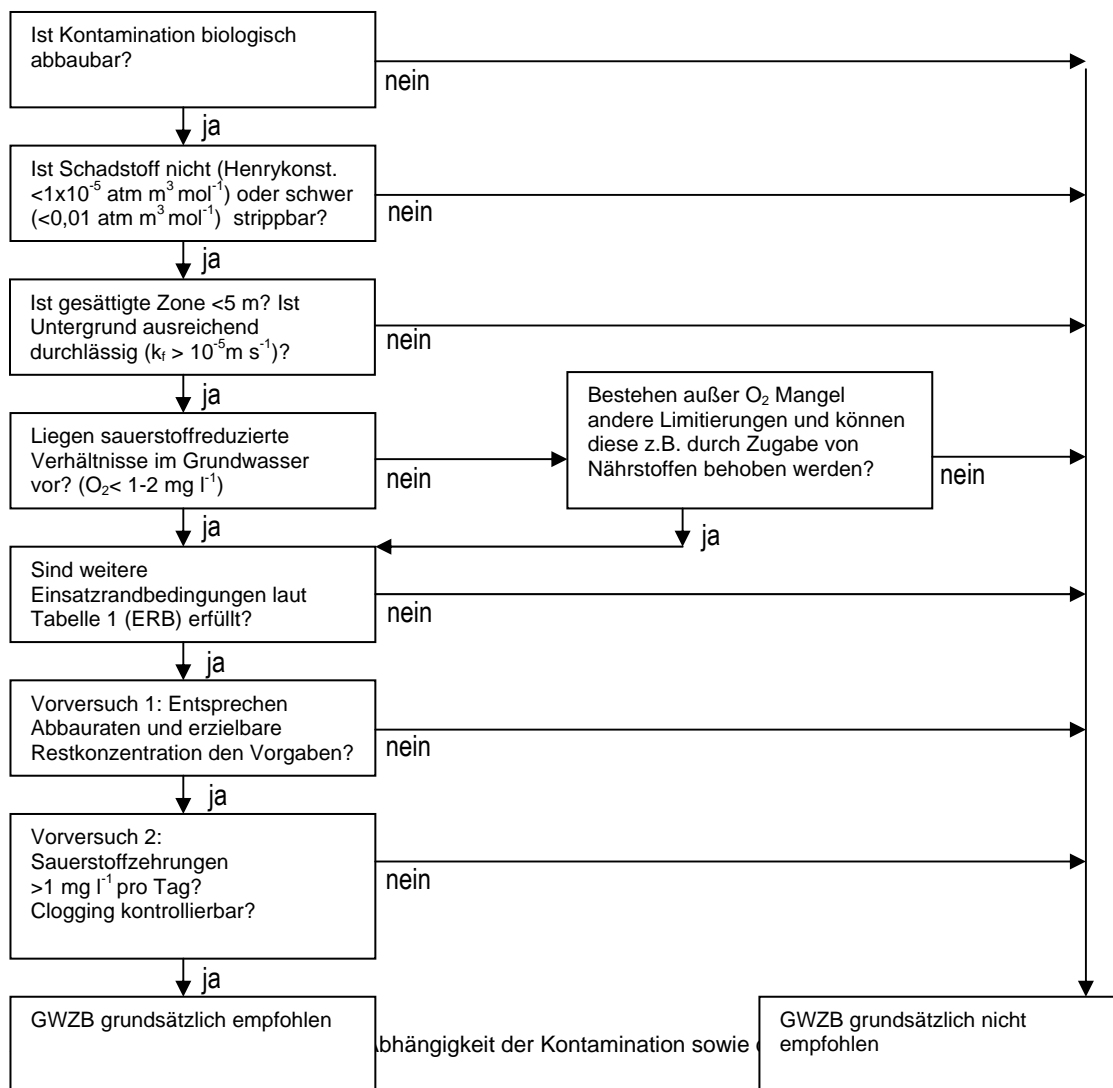 Ist Kontamination biologisch
abbaubar?
nein
ja
Ist Schadstoff nicht (Henrykonst.
<1x10⁻⁵ atm m³ mol⁻¹) oder schwer
(<0,01 atm m³ mol⁻¹) strippbar?
nein
ja
Ist gesättigte Zone <5 m? Ist
Untergrund ausreichend
durchlässig (kf > 10⁻⁵m s⁻¹)?
nein
ja
Liegen sauerstoffreduzierte
Verhältnisse im Grundwasser
vor? (O₂< 1-2 mg l⁻¹)
nein
Bestehen außer O₂ Mangel
andere Limitierungen und können
diese z.B. durch Zugabe von
Nährstoffen behoben werden?
nein
ja
ja
Sind weitere
Einsatzrandbedingungen laut
Tabelle 1 (ERB) erfüllt?
nein
ja
Vorversuch 1: Entsprechen
Abbauraten und erzielbare
Restkonzentration den Vorgaben?
nein
ja
Vorversuch 2:
Sauerstoffzehrungen
>1 mg l⁻¹ pro Tag?
Clogging kontrollierbar?
nein
ja
GWZB grundsätzlich empfohlen
bhängigkeit der Kontamination sowie
GWZB grundsätzlich nicht
empfohlen